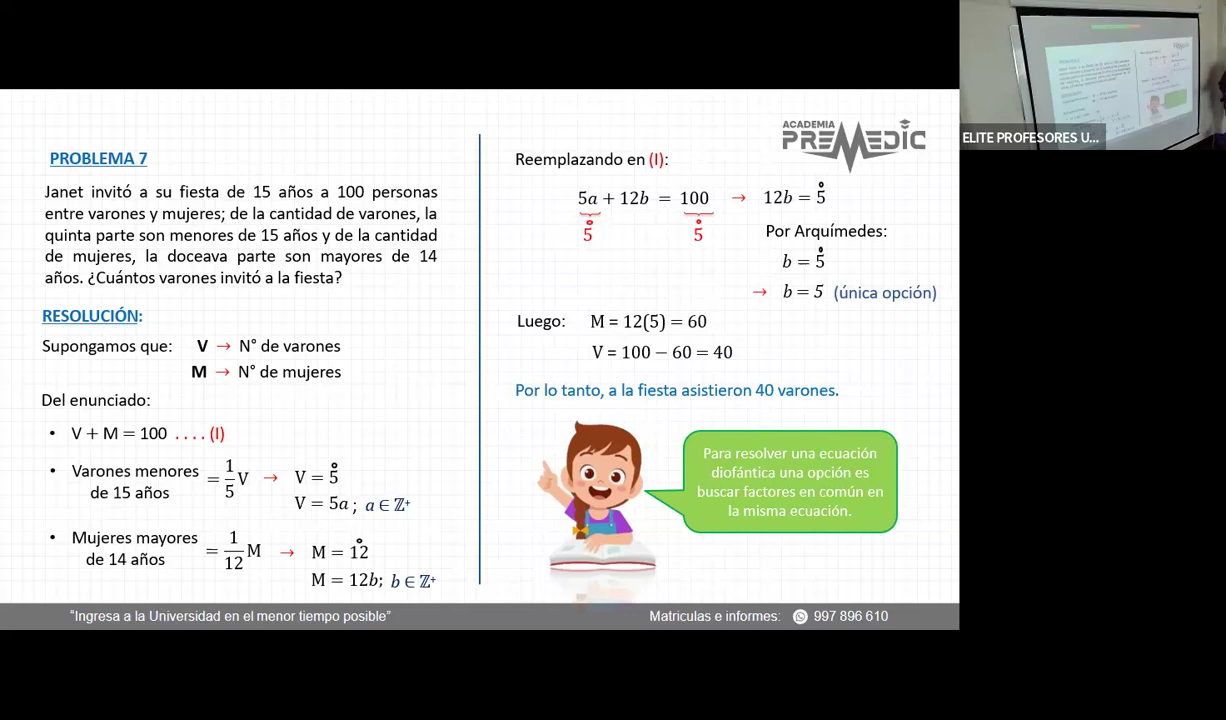 PROBLEMA 7
Janet invitó a su fiesta de 15 años a 100 personas
entre varones y mujeres; de la cantidad de varones, la
quinta parte son menores de 15 años y de la cantidad
de mujeres, la doceava parte son mayores de 14
años. ¿Cuántos varones invitó a la fiesta?
RESOLUCIÓN:
Supongamos que: V → N° de varones
M → N° de mujeres
Del enunciado:
• V + M = 100 . . . . (I)
• Varones menores de 15 años = 1/5 V → V = 5̊
V = 5a ; a ∈ ℤ⁺
• Mujeres mayores de 14 años = 1/12 M → M = 12̊
M = 12b; b ∈ ℤ⁺
ACADEMIA
PREMEDIC
Reemplazando en (I):
5a + 12b = 100 → 12b = 5̊
5̊ 5̊
Por Arquímedes:
b = 5̊
→ b = 5 (única opción)
Luego: M = 12(5) = 60
V = 100 − 60 = 40
Por lo tanto, a la fiesta asistieron 40 varones.
Para resolver una ecuación
diofántica una opción es
buscar factores en común en
la misma ecuación.
“Ingresa a la Universidad en el menor tiempo posible”
Matriculas e informes: 997 896 610
ELITE PROFESORES U...